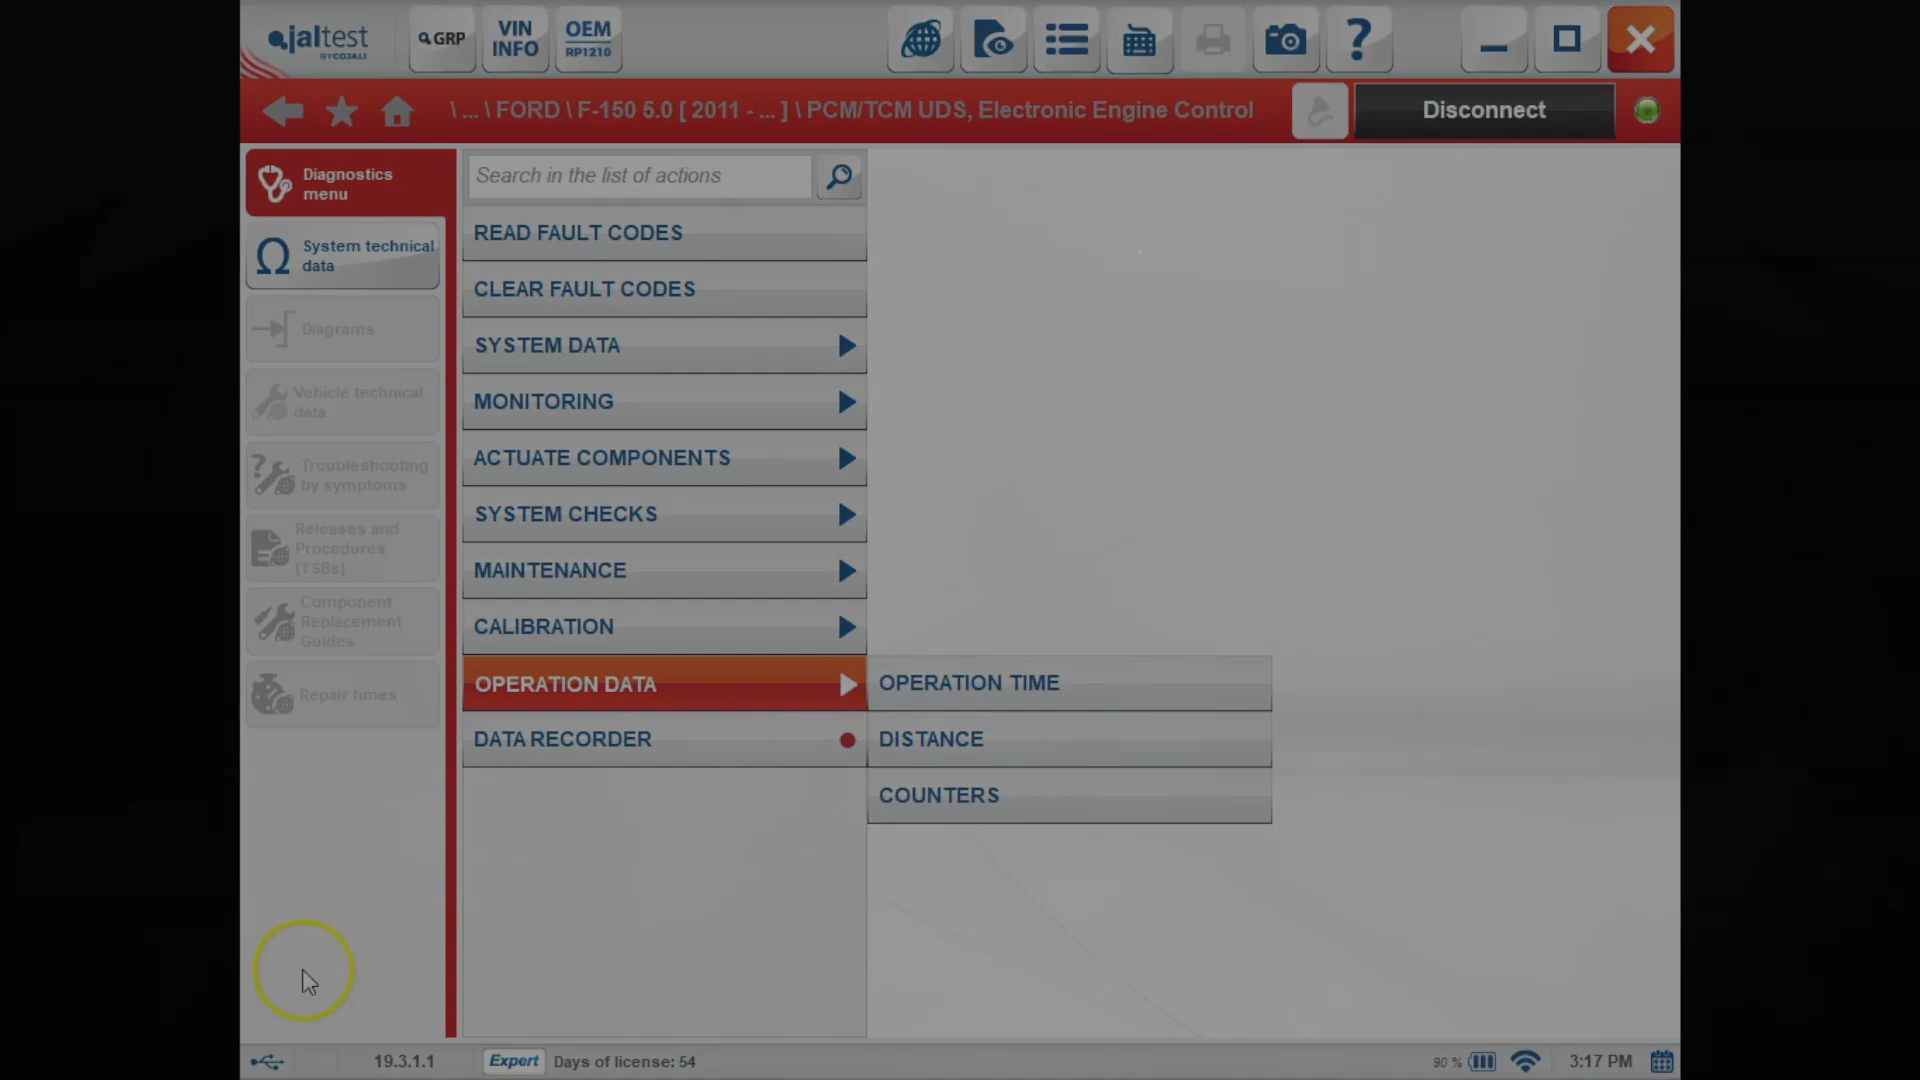 jaltest
BY COJALI
GRP
VIN
INFO
OEM
RP1210
?
\ ... \ FORD \ F-150 5.0 [ 2011 - ... ] \ PCM/TCM UDS, Electronic Engine Control
Disconnect
Diagnostics
menu
System technical
data
Diagrams
Vehicle technical
data
Troubleshooting
by symptoms
Releases and
Procedures
(TSBs)
Component
Replacement
Guides
Repair times
Search in the list of actions
READ FAULT CODES
CLEAR FAULT CODES
SYSTEM DATA
MONITORING
ACTUATE COMPONENTS
SYSTEM CHECKS
MAINTENANCE
CALIBRATION
OPERATION DATA
DATA RECORDER
OPERATION TIME
DISTANCE
COUNTERS
19.3.1.1
Expert
Days of license: 54
90 %
3:17 PM